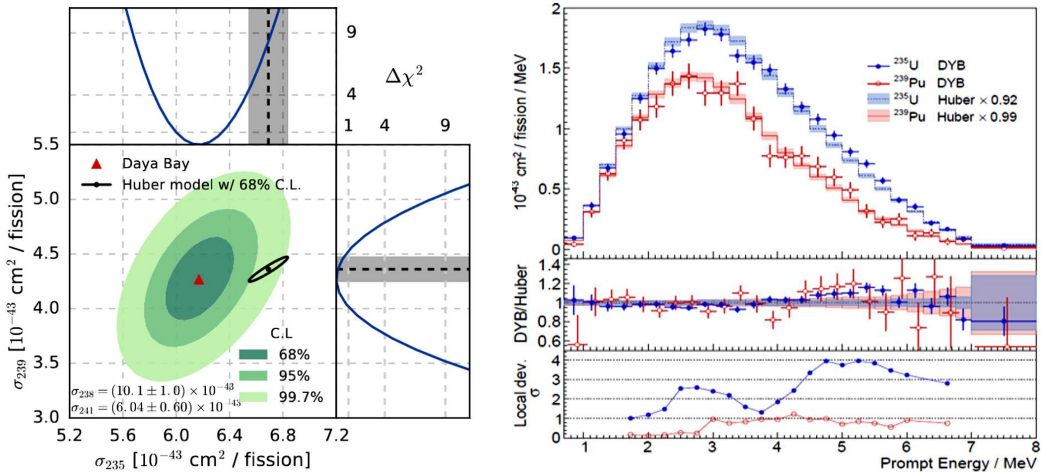 9
4
Δχ²
1 4 9
5.5
5.0
4.5
4.0
3.5
3.0
σ₂₃₉ [10⁻⁴³ cm² / fission]
Daya Bay
Huber model w/ 68% C.L.
C.L
68%
95%
99.7%
σ₂₃₈ = (10.1 ± 1.0) × 10⁻⁴³
σ₂₄₁ = (6.04 ± 0.60) × 10⁻⁴³
5.2 5.6 6.0 6.4 6.8 7.2
σ₂₃₅ [10⁻⁴³ cm² / fission]
2
1.5
1
0.5
0
10⁻⁴³ cm² / fission / MeV
²³⁵U DYB
²³⁹Pu DYB
²³⁵U Huber × 0.92
²³⁹Pu Huber × 0.99
1.4
1.2
1.0
0.8
0.6
DYB/Huber
4
3
2
1
0
Local dev.
σ
1 2 3 4 5 6 7 8
Prompt Energy / MeV